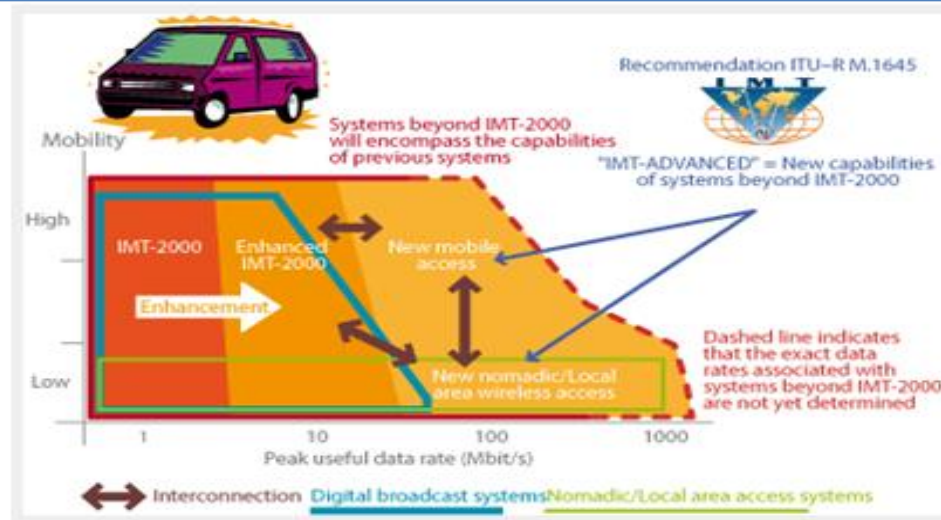 Recommendation ITU-R M.1645
IMT
Mobility
Systems beyond IMT-2000
will encompass the capabilities
of previous systems
"IMT-ADVANCED" = New capabilities
of systems beyond IMT-2000
High
IMT-2000
Enhanced
IMT-2000
New mobile
access
Enhancement
Dashed line indicates
that the exact data
rates associated with
systems beyond IMT-2000
are not yet determined
Low
New nomadic/Local
area wireless access
1 10 100 1000
Peak useful data rate (Mbit/s)
Interconnection Digital broadcast systems Nomadic/Local area access systems